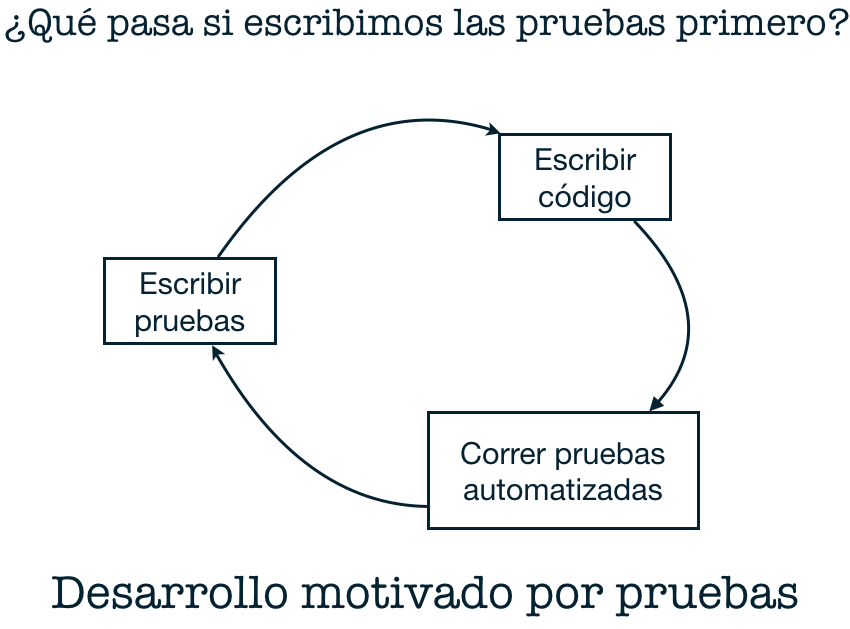 ¿Qué pasa si escribimos las pruebas primero?
Escribir
código
Escribir
pruebas
Correr pruebas
automatizadas
Desarrollo motivado por pruebas